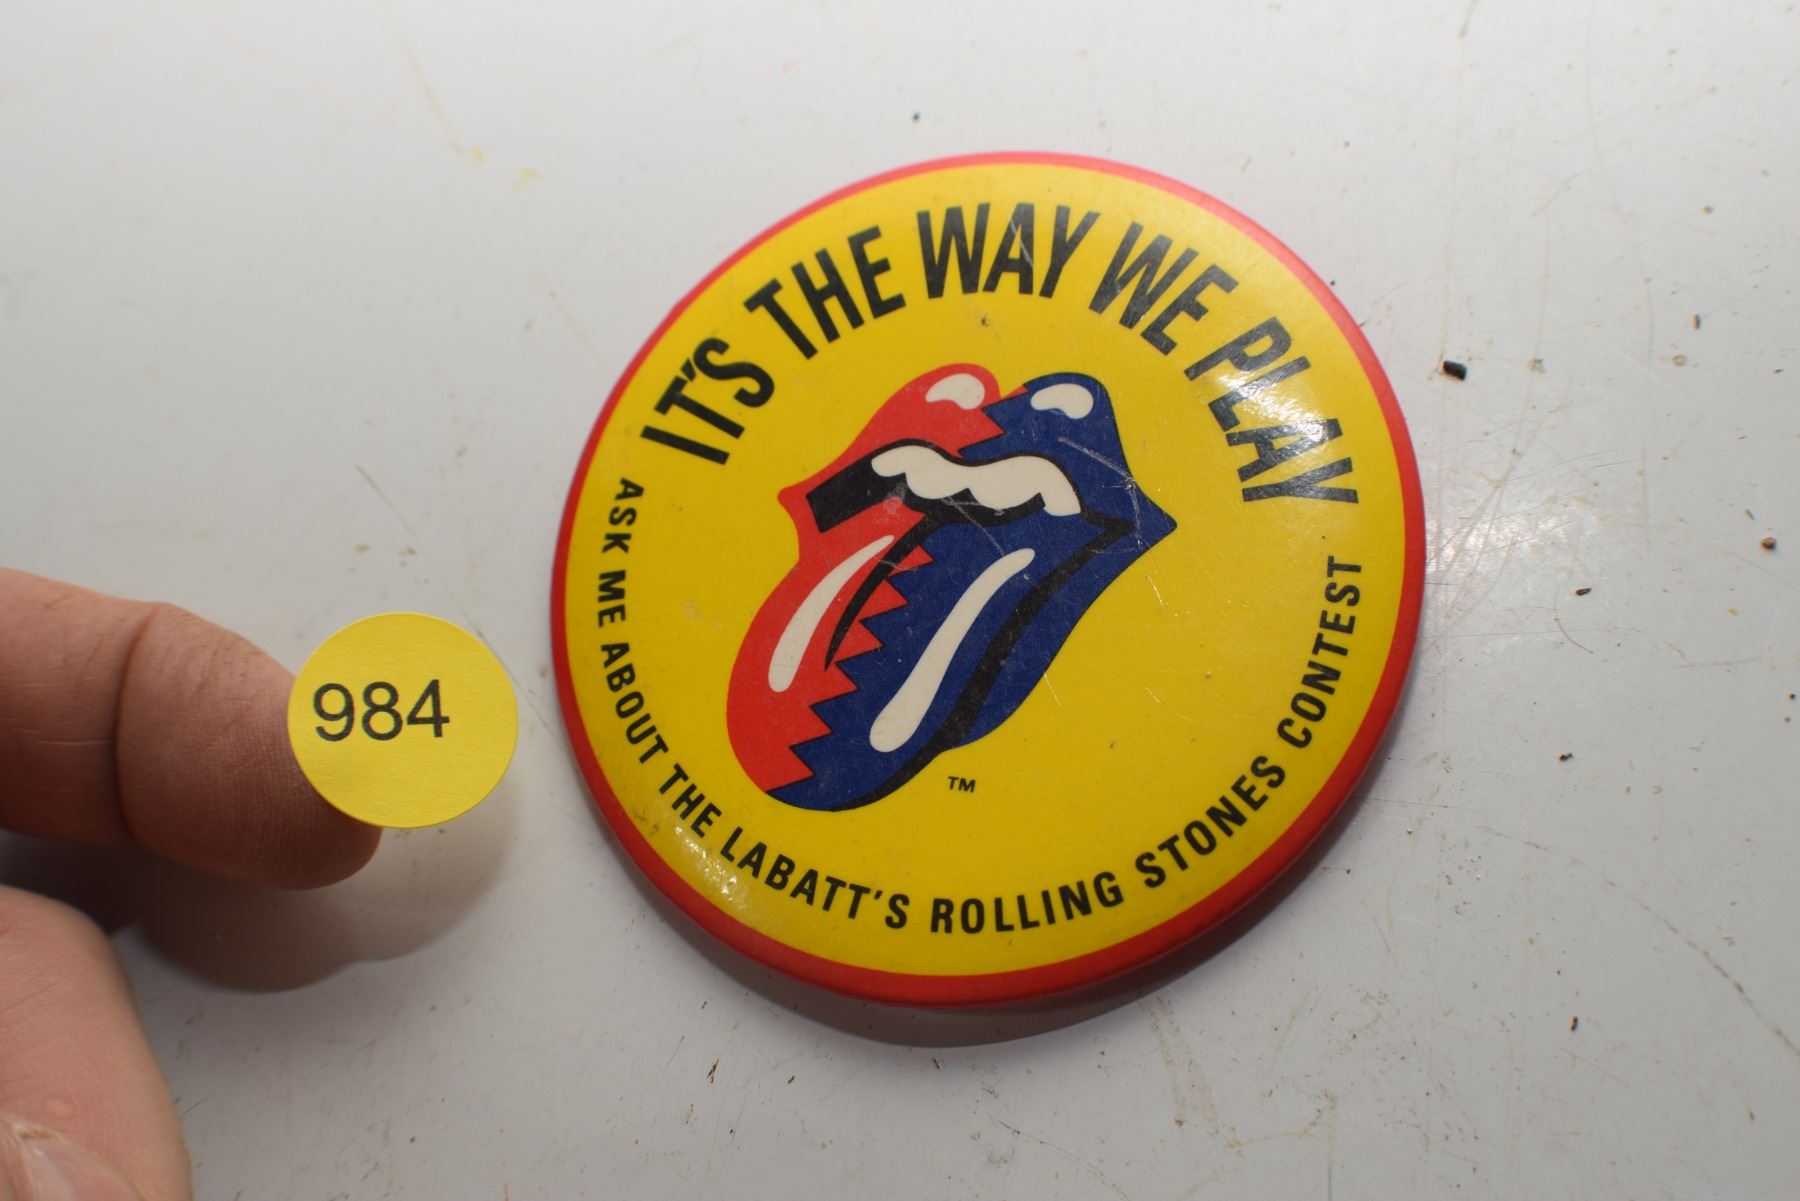 IT'S THE WAY WE PLAY
ASK ME ABOUT THE LABATT'S ROLLING STONES CONTEST
TM
984